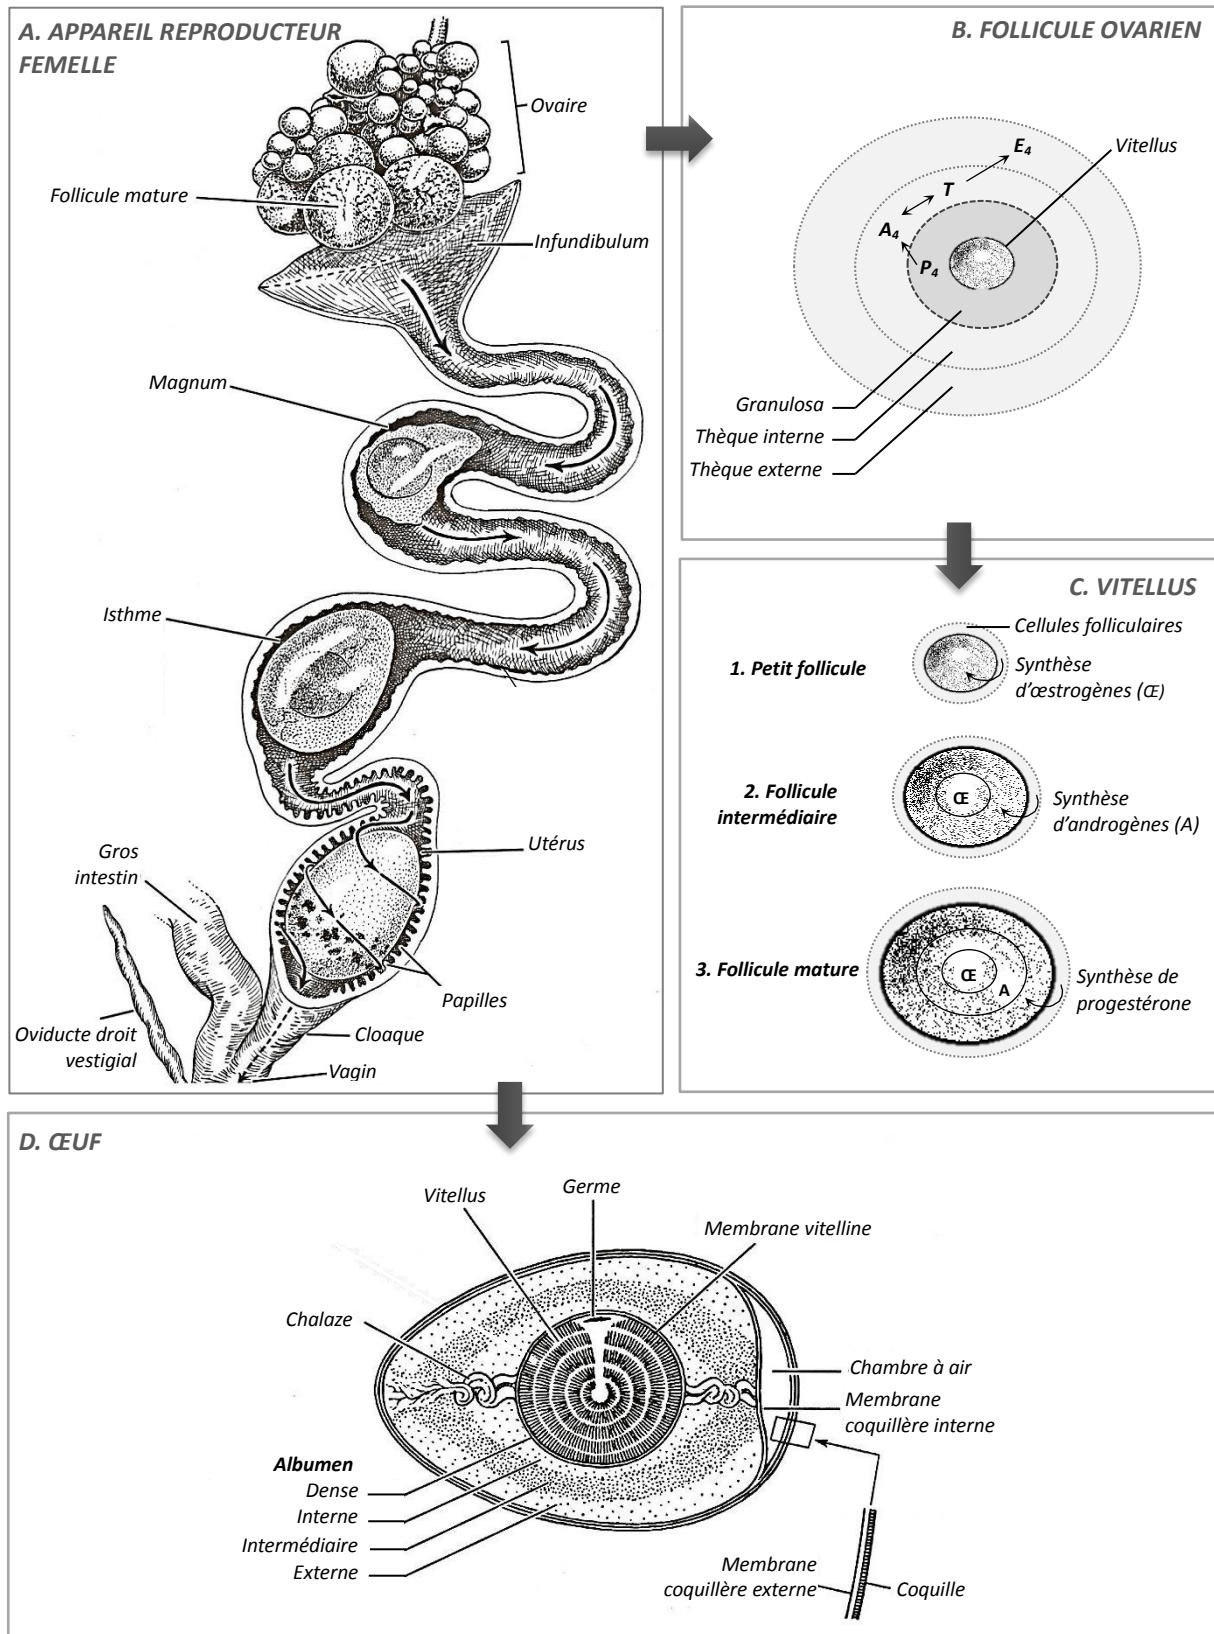 A. APPAREIL REPRODUCTEUR
FEMELLE
Ovaire
Follicule mature
Infundibulum
Magnum
Isthme
Gros
intestin
Utérus
Papilles
Oviducte droit
vestigial
Cloaque
Vagin
B. FOLLICULE OVARIEN
E4
Vitellus
T
A4
P4
Granulosa
Thèque interne
Thèque externe
C. VITELLUS
Cellules folliculaires
1. Petit follicule
Synthèse
d'œstrogènes (Œ)
2. Follicule
intermédiaire
Œ
Synthèse
d'androgènes (A)
3. Follicule mature
Œ
A
Synthèse de
progestérone
D. ŒUF
Vitellus
Germe
Membrane vitelline
Chalaze
Chambre à air
Membrane
coquillère interne
Albumen
Dense
Interne
Intermédiaire
Externe
Membrane
coquillère externe
Coquille